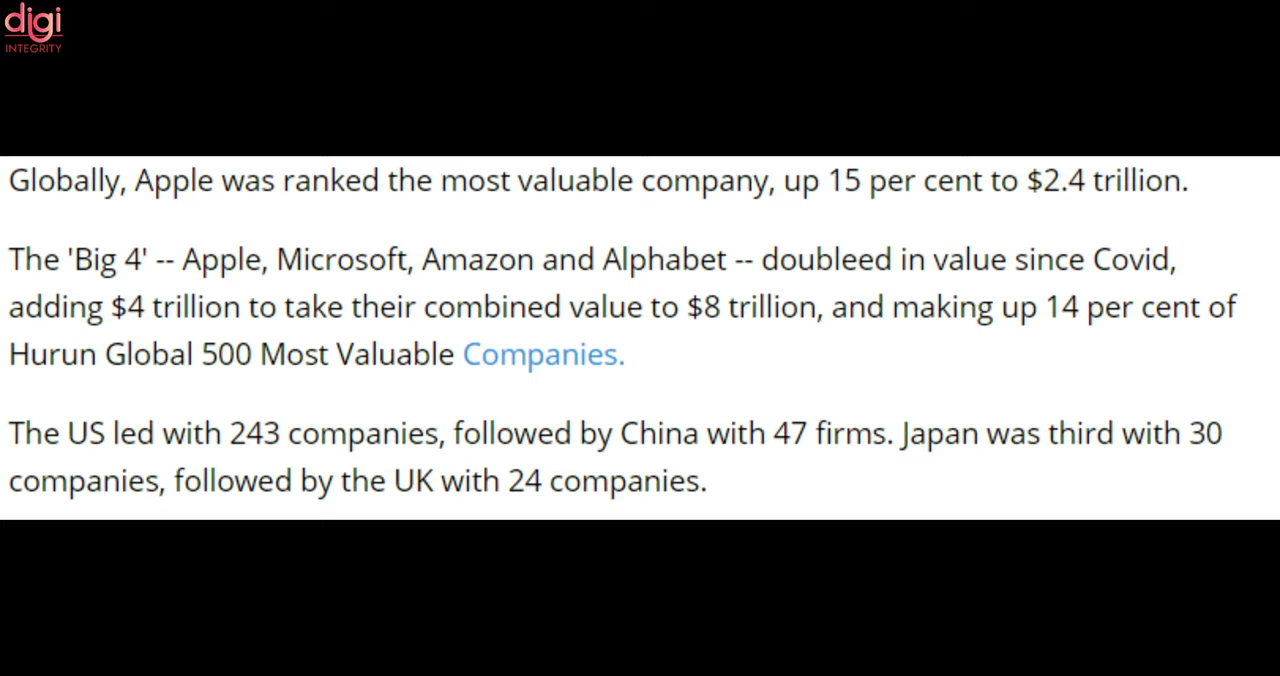 digi
INTEGRITY
Globally, Apple was ranked the most valuable company, up 15 per cent to $2.4 trillion.
The 'Big 4' -- Apple, Microsoft, Amazon and Alphabet -- doubleed in value since Covid,
adding $4 trillion to take their combined value to $8 trillion, and making up 14 per cent of
Hurun Global 500 Most Valuable Companies.
The US led with 243 companies, followed by China with 47 firms. Japan was third with 30
companies, followed by the UK with 24 companies.